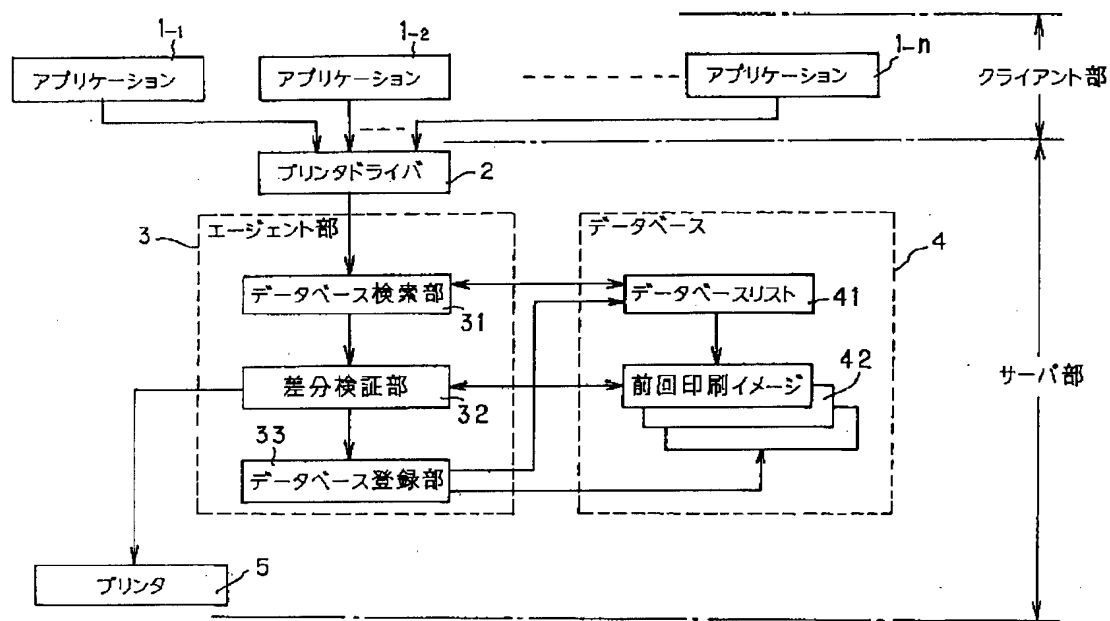 1-1
1-2
1-n
アプリケーション
アプリケーション
アプリケーション
クライアント部
プリンタドライバ
2
3
エージェント部
データベース
4
データベース検索部
31
データベースリスト
41
差分検証部
32
前回印刷イメージ
42
サーバ部
33
データベース登録部
プリンタ
5